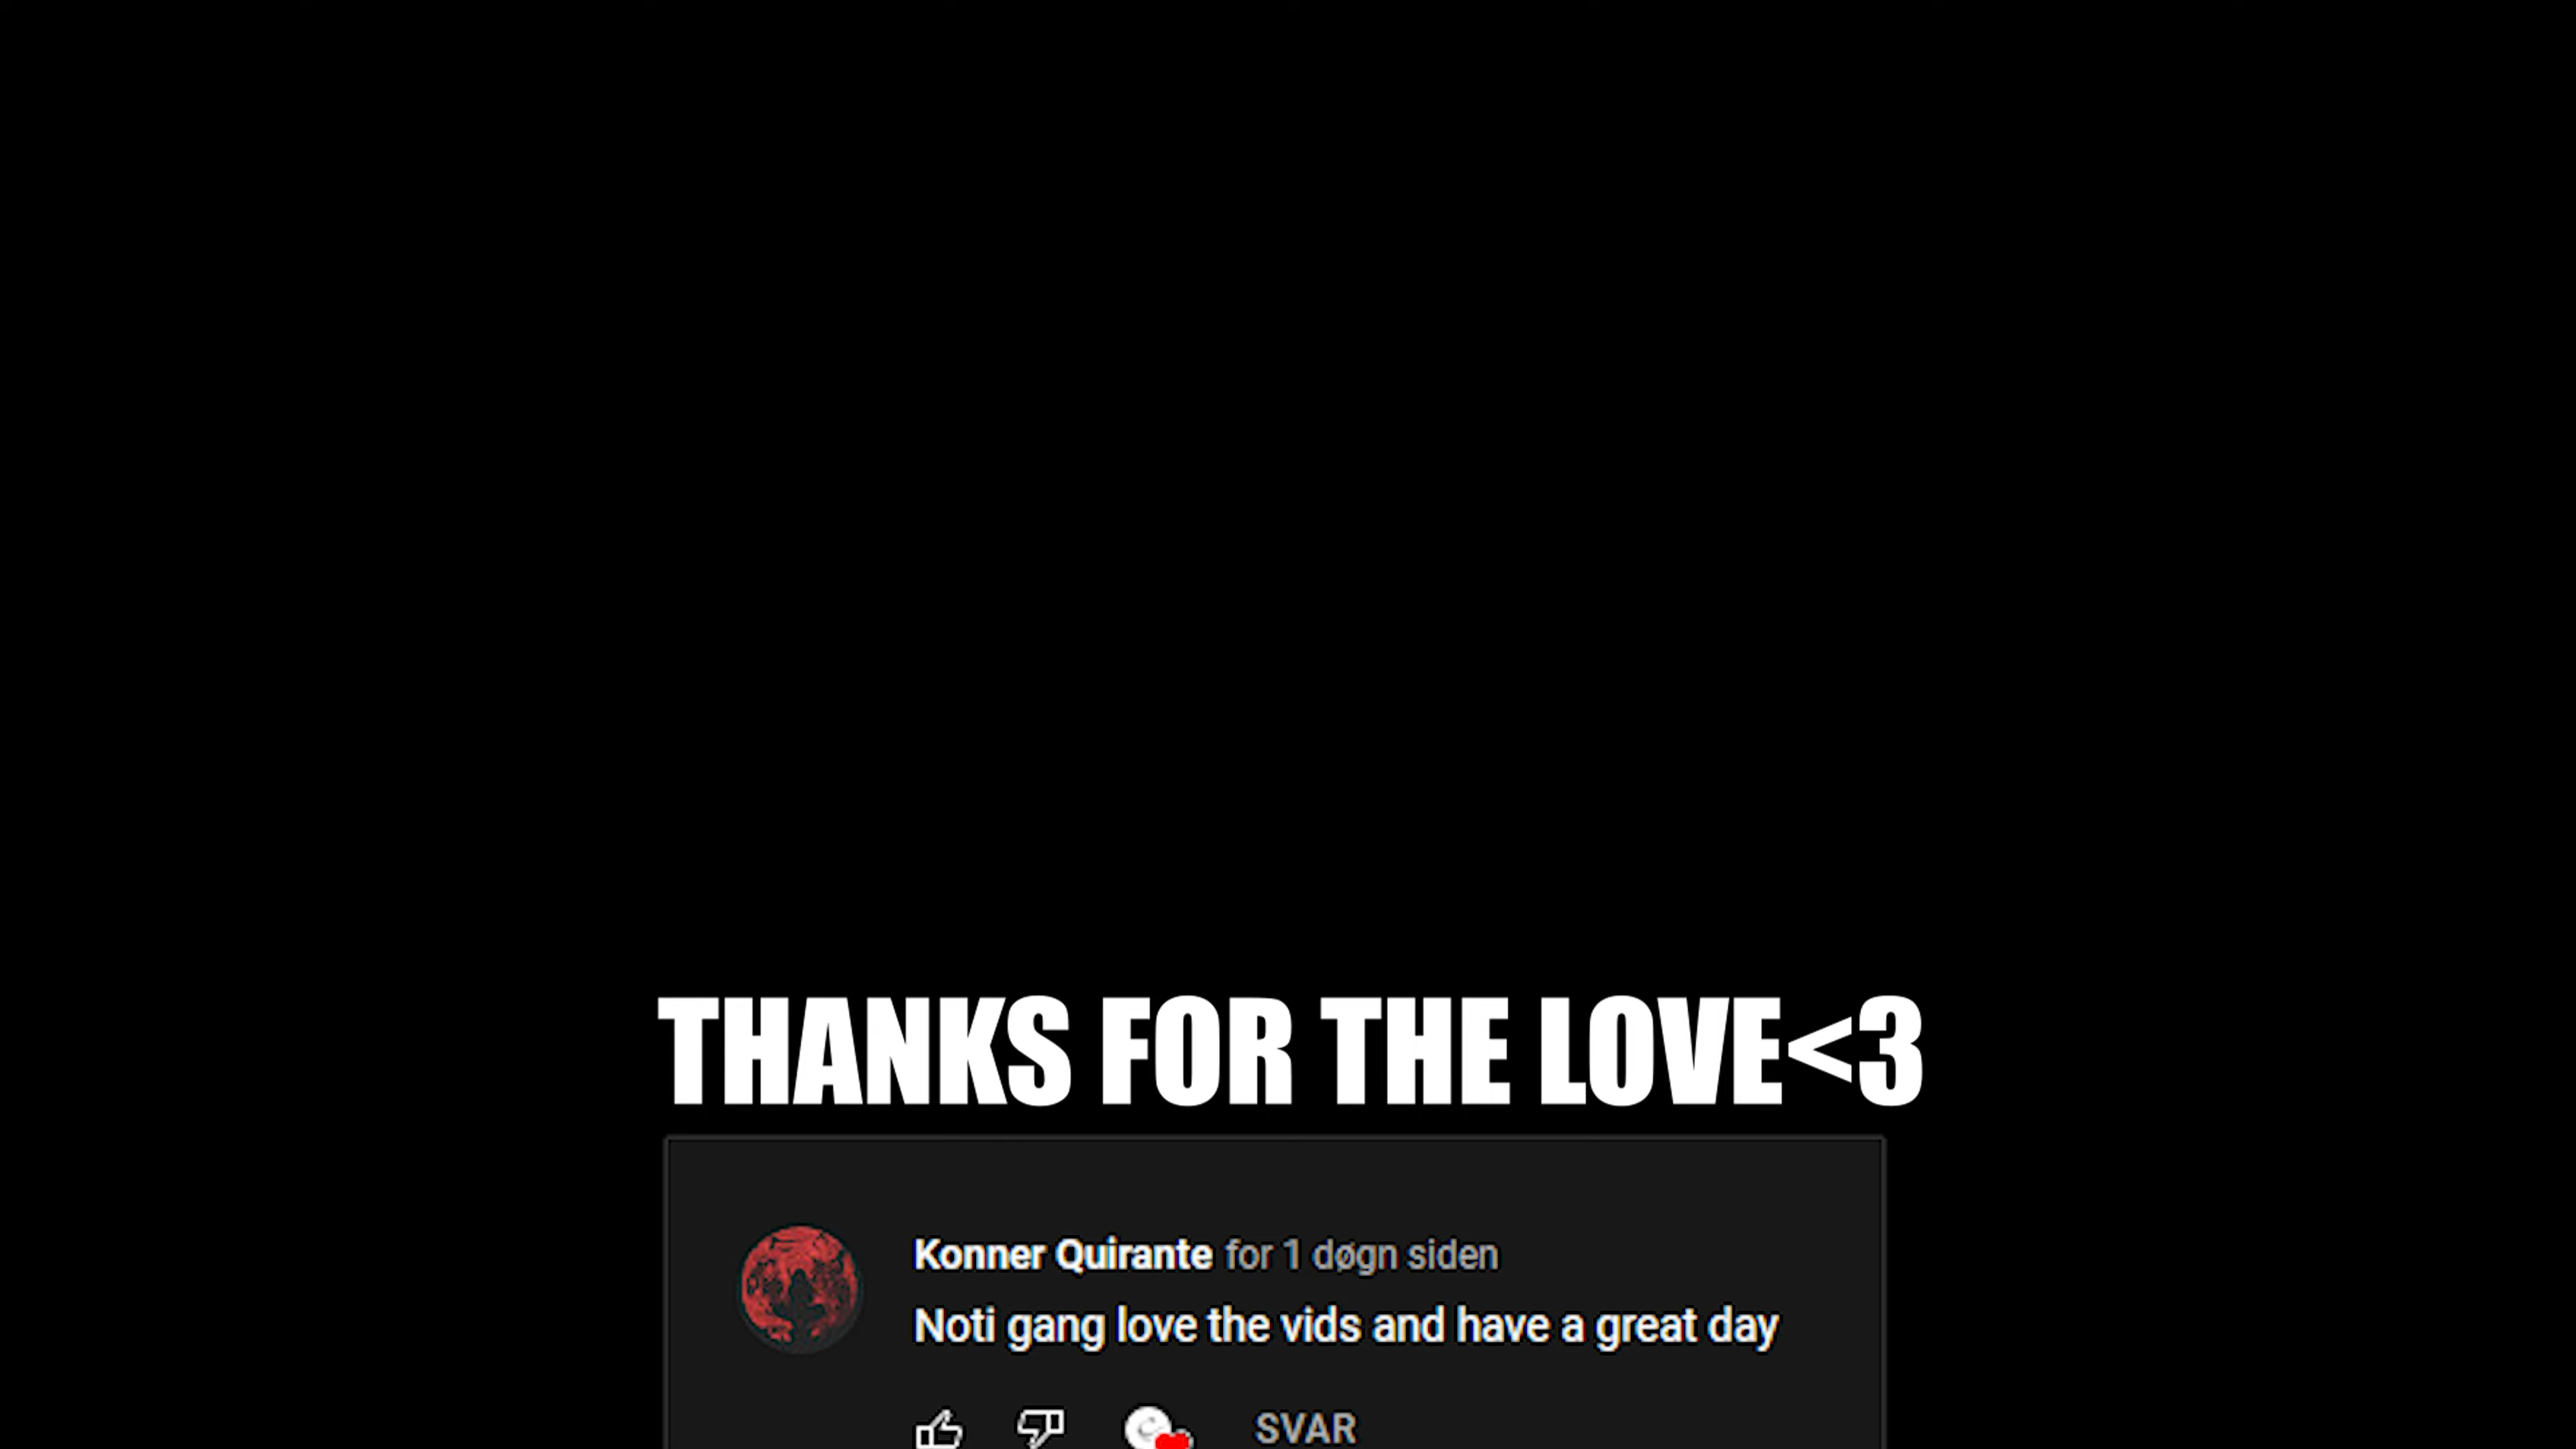 THANKS FOR THE LOVE<3
Konner Quirante for 1 døgn siden
Noti gang love the vids and have a great day
SVAR